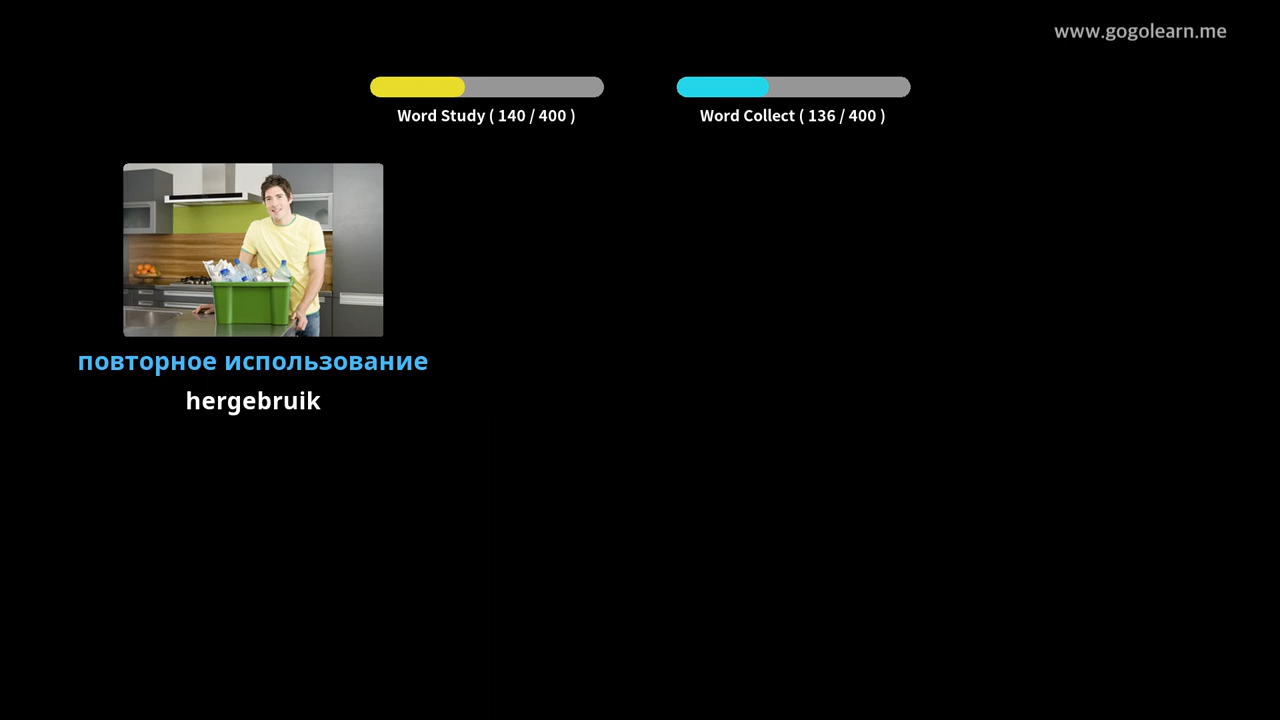 www.gogolearn.me
Word Study ( 140 / 400 )
Word Collect ( 136 / 400 )
повторное использование
hergebruik